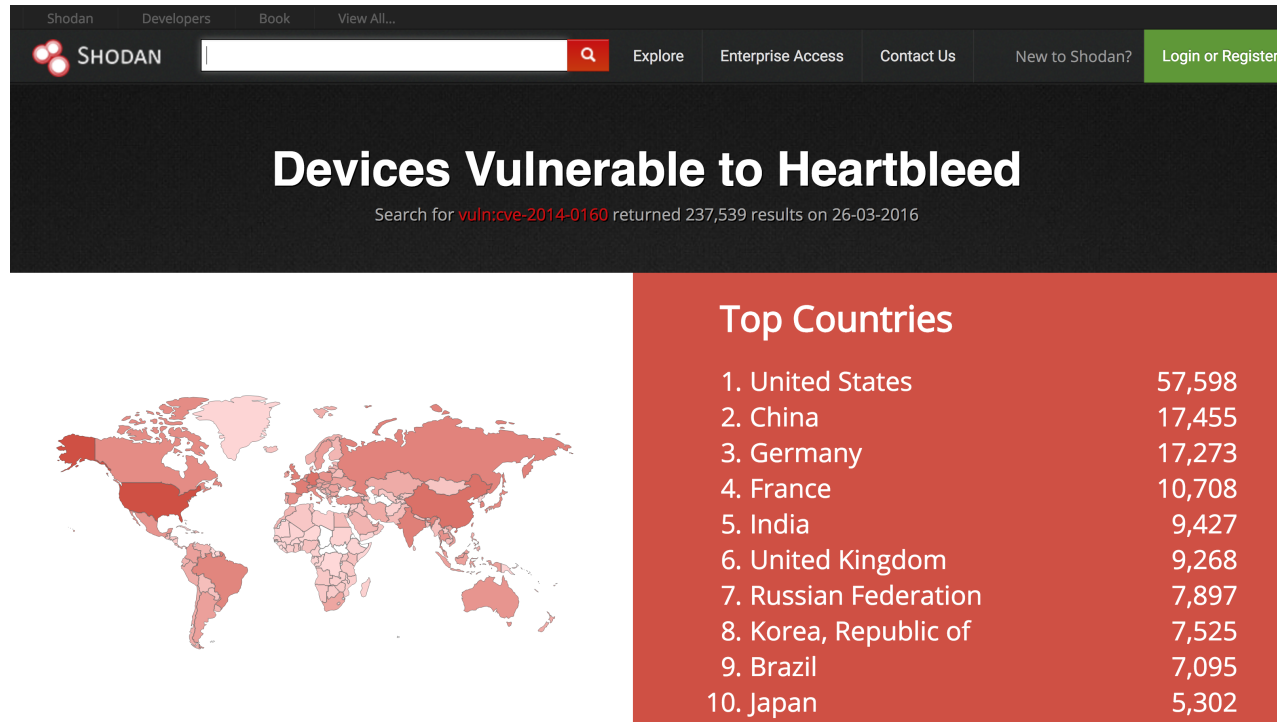 Shodan Developers Book View All...
SHODAN Explore Enterprise Access Contact Us New to Shodan? Login or Register
Devices Vulnerable to Heartbleed
Search for vuln:cve-2014-0160 returned 237,539 results on 26-03-2016
Top Countries
1. United States 57,598
2. China 17,455
3. Germany 17,273
4. France 10,708
5. India 9,427
6. United Kingdom 9,268
7. Russian Federation 7,897
8. Korea, Republic of 7,525
9. Brazil 7,095
10. Japan 5,302